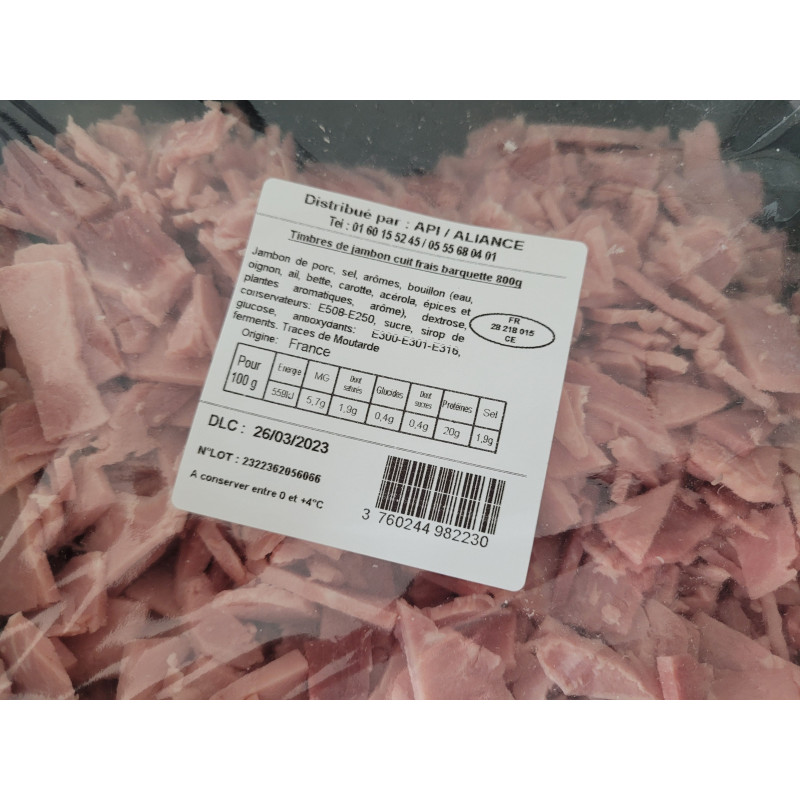 Distribué par : API / ALIANCE
Tel : 01 60 15 52 45 / 05 55 68 04 01
Timbres de jambon cuit frais barquette 800g
Jambon de porc, sel, arômes, bouillon (eau,
oignon, ail, bette, carotte, acérola, épices et
plantes aromatiques, arôme), dextrose,
conservateurs: E508-E250, sucre, sirop de
glucose, antioxydants: E300-E301-E316,
ferments. Traces de Moutarde
Origine: France
FR
28 218 015
CE
Pour 100 g Energie MG Dont saturés Glucides Dont sucres Protéines Sel
559kJ 5,7g 1,9g 0,4g 0,4g 20g 1,9g
DLC : 26/03/2023
N°LOT : 2322362056066
A conserver entre 0 et +4°C
3 760244 982230